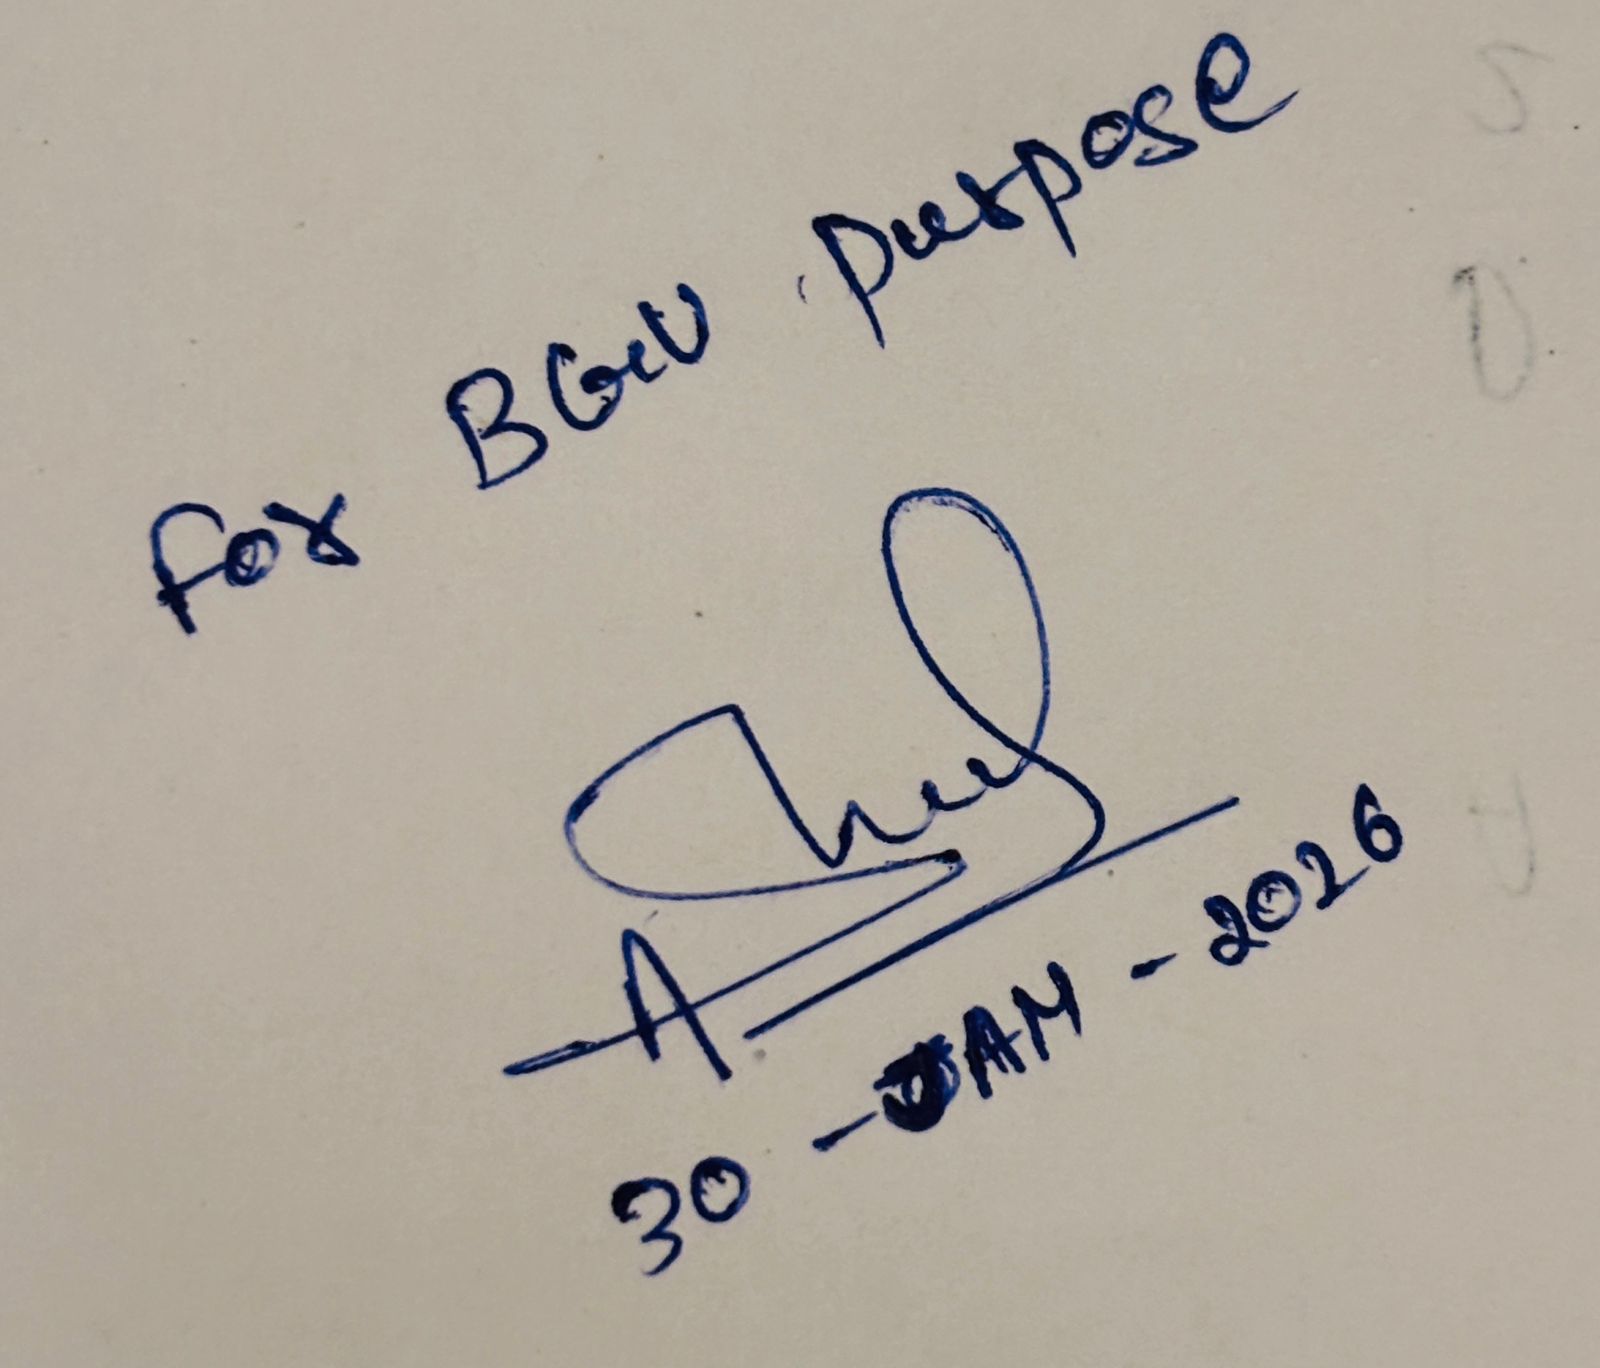 For BGV purpose
30-JAN-2026